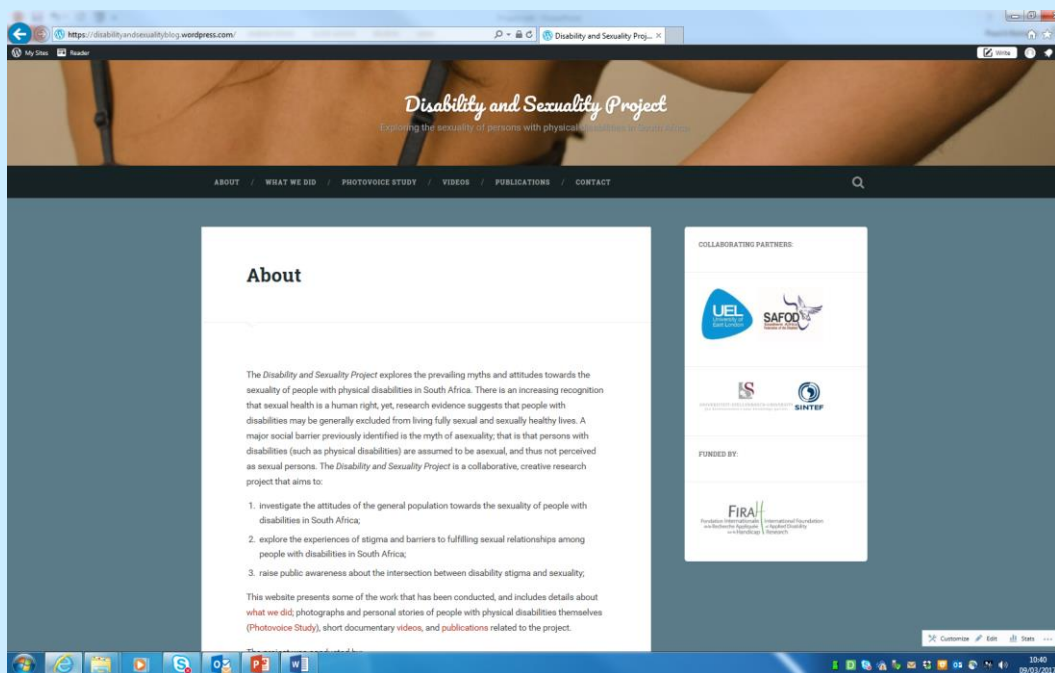 https://disabilityandsexualityblog.wordpress.com/
Disability and Sexuality Proj...
My Sites Reader
Write
Disability and Sexuality Project
Exploring the sexuality of persons with physical disabilities in South Africa
ABOUT / WHAT WE DID / PHOTOVOICE STUDY / VIDEOS / PUBLICATIONS / CONTACT
About
The Disability and Sexuality Project explores the prevailing myths and attitudes towards the
sexuality of people with physical disabilities in South Africa. There is an increasing recognition
that sexual health is a human right, yet, research evidence suggests that people with
disabilities may be generally excluded from living fully sexual and sexually healthy lives. A
major social barrier previously identified is the myth of asexuality; that is that persons with
disabilities (such as physical disabilities) are assumed to be asexual, and thus not perceived
as sexual persons. The Disability and Sexuality Project is a collaborative, creative research
project that aims to:
1. investigate the attitudes of the general population towards the sexuality of people with
disabilities in South Africa;
2. explore the experiences of stigma and barriers to fulfilling sexual relationships among
people with disabilities in South Africa;
3. raise public awareness about the intersection between disability stigma and sexuality;
This website presents some of the work that has been conducted, and includes details about
what we did; photographs and personal stories of people with physical disabilities themselves
(Photovoice Study), short documentary videos, and publications related to the project.
COLLABORATING PARTNERS:
UEL
University of
East London
SAFOD
SINTEF
FUNDED BY:
FIRAH
Fondation Internationale
de la Recherche Appliquée
sur le Handicap
International Foundation
of Applied Disability
Research
Customize Edit Stats ...
10:40
09/03/2017